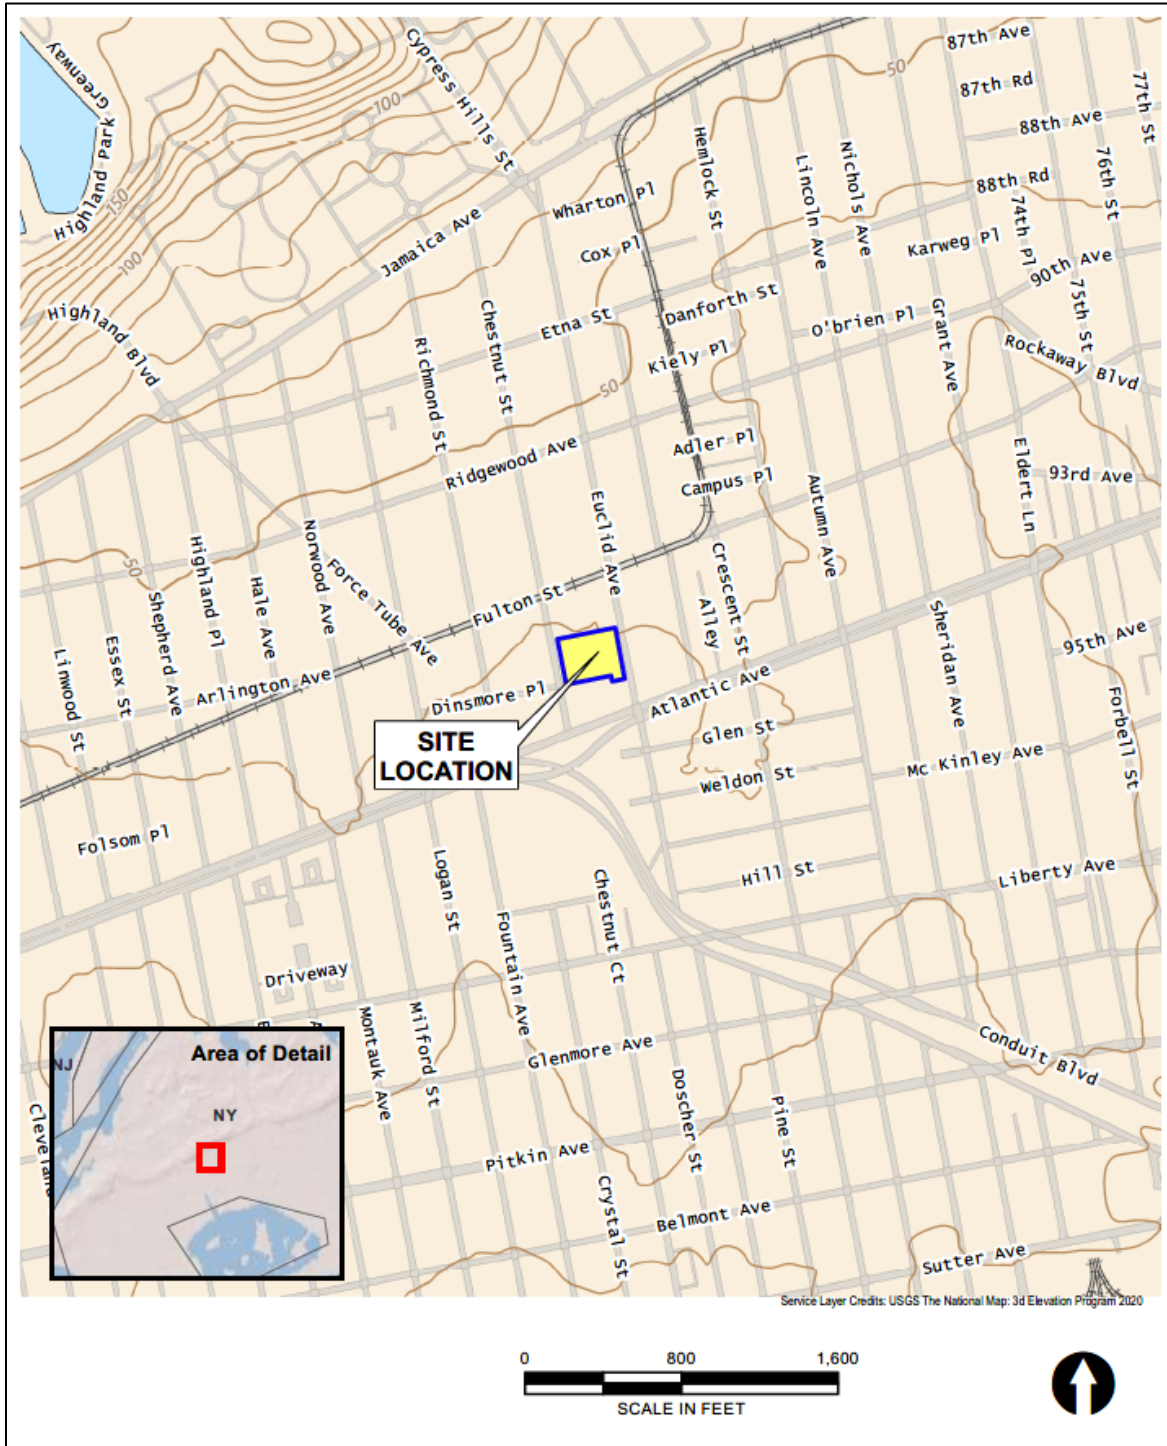 87th Ave
50
Cypress Hills St
Highland Park Greenway
87th Rd
77th St
100
88th Ave
Hemlock St
Nichols Ave
Lincoln Ave
76th St
88th Rd
Wharton Pl
150
74th Pl
Jamaica Ave
Cox Pl
Karweg Pl
90th Ave
100
Danforth St
75th St
Highland Blvd
Chestnut St
Etna St
O'brien Pl
Grant Ave
Richmond St
Kiely Pl
Rockaway Blvd
50
Adler Pl
Ridgewood Ave
Eldert Ln
93rd Ave
Campus Pl
Euclid Ave
Autumn Ave
Norwood Ave
Highland Pl
50
Crescent St
Force Tube Ave
Hale Ave
Fulton St
Shepherd Ave
Alley
Sheridan Ave
Essex St
95th Ave
Linwood St
Arlington Ave
Dinsmore Pl
Atlantic Ave
Forbell St
SITE
LOCATION
Glen St
Mc Kinley Ave
Weldon St
Folsom Pl
Logan St
Hill St
Liberty Ave
Chestnut Ct
Fountain Ave
Driveway
Montauk Ave
Milford St
Glenmore Ave
Conduit Blvd
Area of Detail
NJ
NY
Doscher St
Pine St
Pitkin Ave
Crystal St
Belmont Ave
Sutter Ave
Service Layer Credits: USGS The National Map: 3d Elevation Program 2020
0 800 1,600
SCALE IN FEET